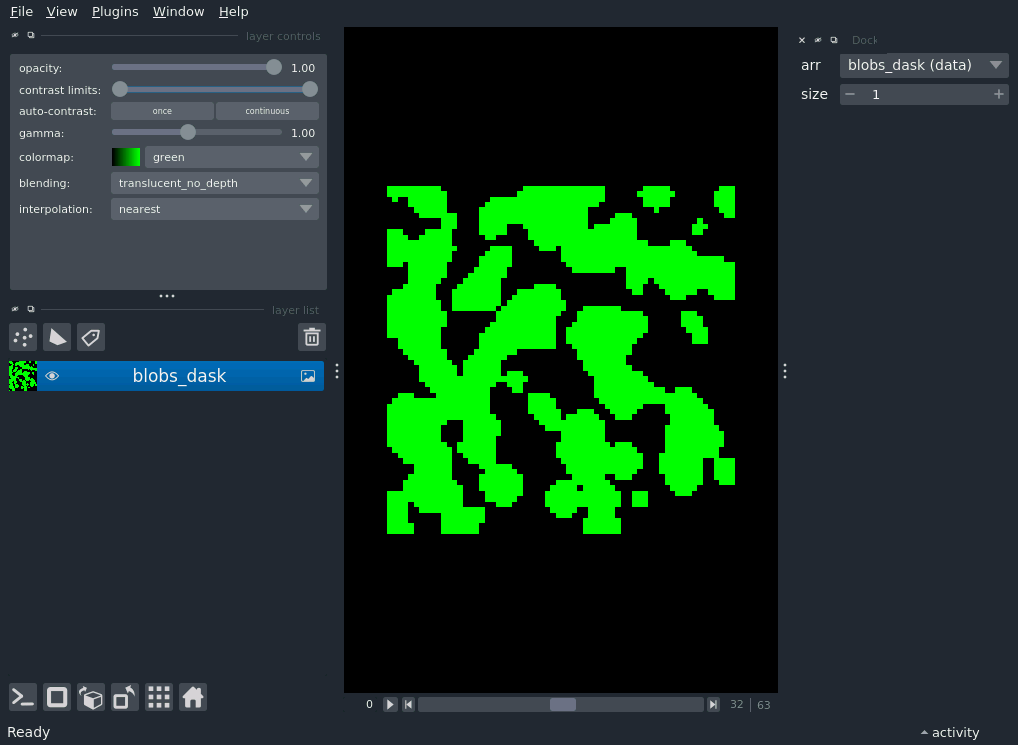 File View Plugins Window Help
layer controls
opacity: 1.00
contrast limits:
auto-contrast: once continuous
gamma: 1.00
colormap: green
blending: translucent_no_depth
interpolation: nearest
layer list
blobs_dask
0 32 | 63
Ready
Dock
arr blobs_dask (data)
size 1
activity